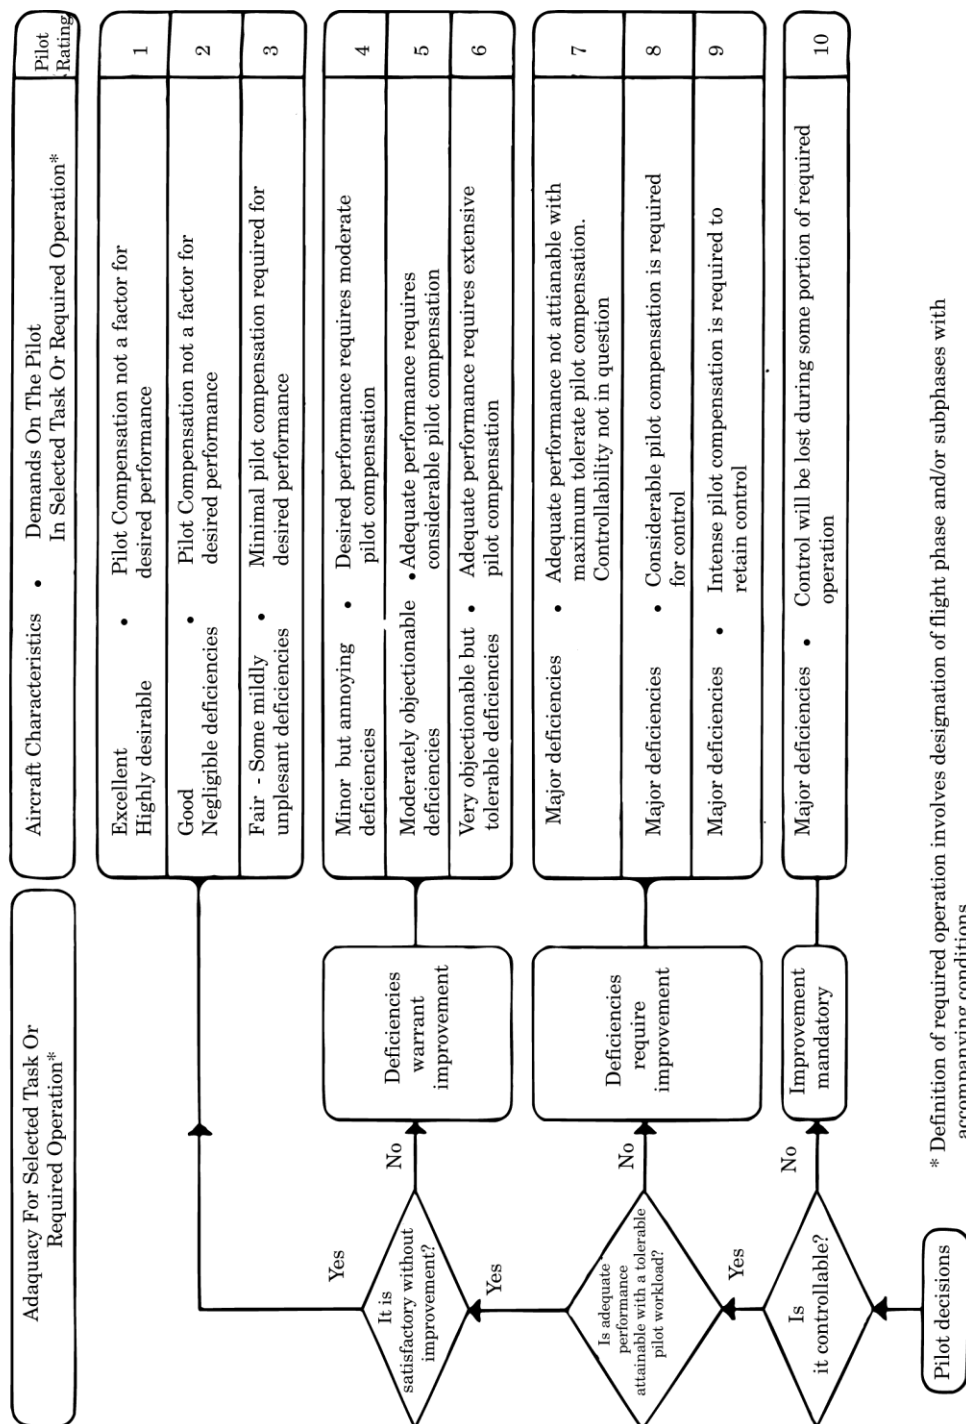 Adaquacy For Selected Task Or
Required Operation*
Aircraft Characteristics
• Demands On The Pilot
In Selected Task Or Required Operation*
Pilot
Rating
Excellent
Highly desirable
• Pilot Compensation not a factor for
desired performance
1
Good
Negligible deficiencies
• Pilot Compensation not a factor for
desired performance
2
Fair - Some mildly
unplesant deficiencies
• Minimal pilot compensation required for
desired performance
3
Minor but annoying
deficiencies
• Desired performance requires moderate
pilot compensation
4
Moderately objectionable
deficiencies
• Adequate performance requires
considerable pilot compensation
5
Very objectionable but
tolerable deficiencies
• Adequate performance requires extensive
pilot compensation
6
Major deficiencies
• Adequate performance not attianable with
maximum tolerate pilot compensation.
Controllability not in question
7
Major deficiencies
• Considerable pilot compensation is required
for control
8
Major deficiencies
• Intense pilot compensation is required to
retain control
9
Major deficiencies
• Control will be lost during some portion of required
operation
10
Yes
It is
satisfactory without
improvement?
No
Deficiencies
warrant
improvement
Yes
Is adequate
performance
attainable with a tolerable
pilot workload?
No
Deficiencies
require
improvement
Yes
Is
it controllable?
No
Improvement
mandatory
Pilot decisions
* Definition of required operation involves designation of flight phase and/or subphases with
accompanying conditions